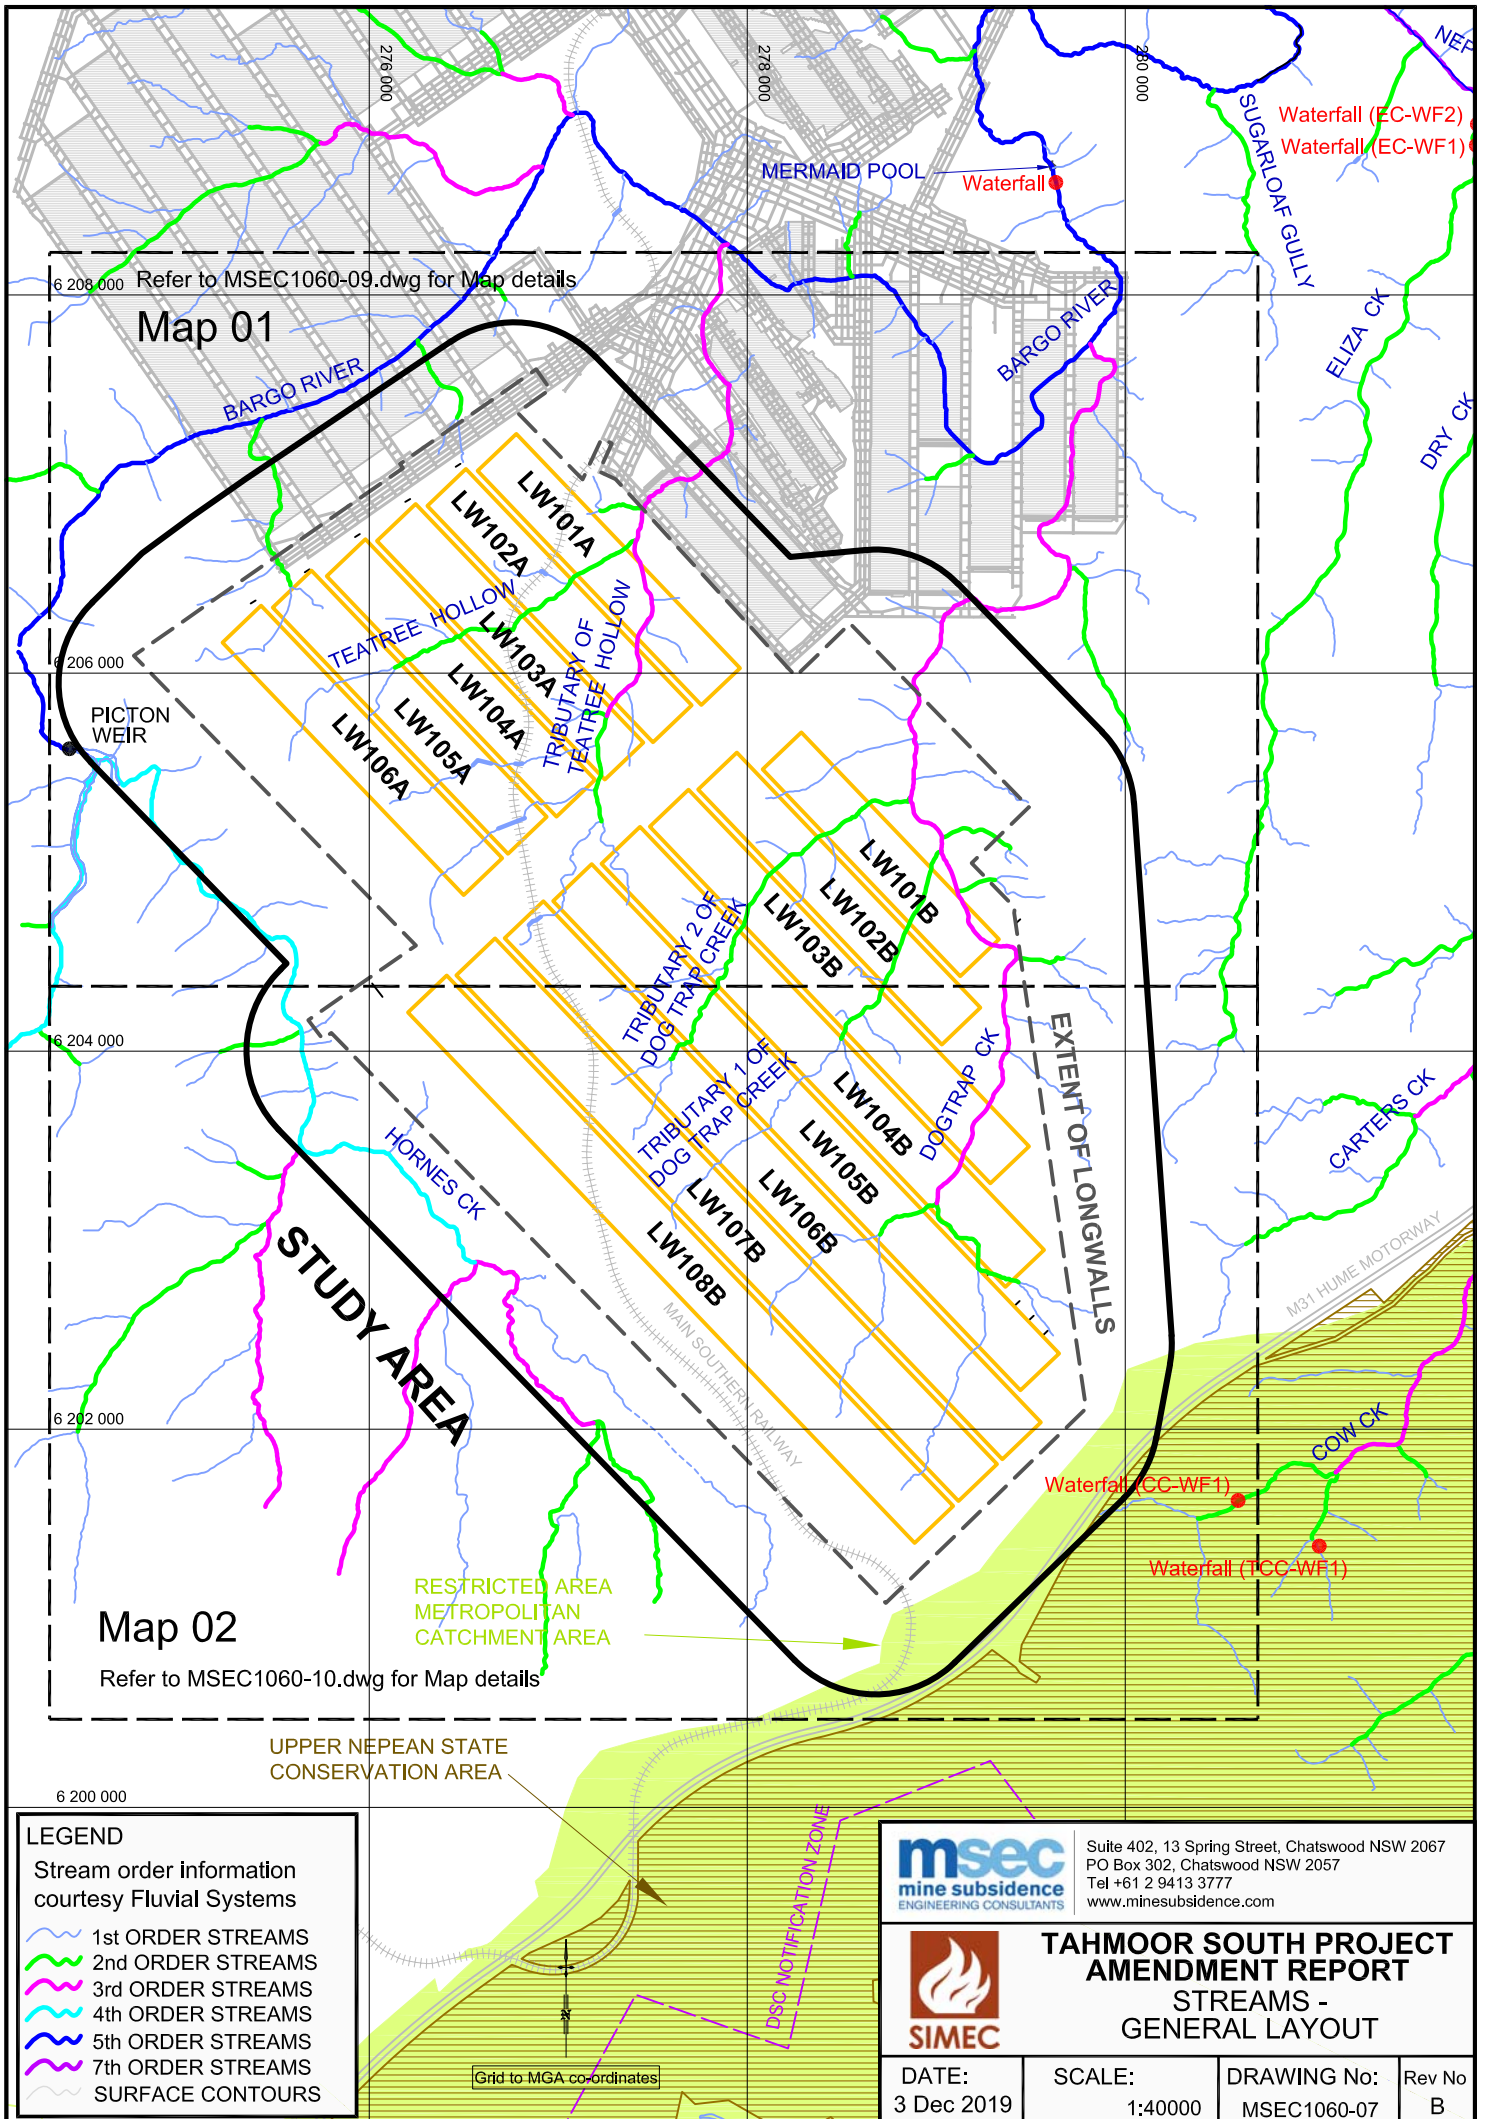 276 000
278 000
280 000
NEP
SUGARLOAF GULLY
Waterfall (EC-WF2)
Waterfall (EC-WF1)
MERMAID POOL
Waterfall
Refer to MSEC1060-09.dwg for Map details
6 208 000
Map 01
BARGO RIVER
BARGO RIVER
ELIZA CK
DRY CK
LW101A
LW102A
LW103A
LW104A
LW105A
LW106A
TEATREE HOLLOW
TRIBUTARY OF
TEATREE HOLLOW
6 206 000
PICTON
WEIR
LW101B
LW102B
LW103B
TRIBUTARY 2 OF
DOG TRAP CREEK
6 204 000
TRIBUTARY 1 OF
DOG TRAP CREEK
LW104B
LW105B
LW106B
LW107B
LW108B
DOGTRAP CK
EXTENT OF LONGWALLS
CARTERS CK
HORNES CK
STUDY AREA
MAIN SOUTHERN RAILWAY
M31 HUME MOTORWAY
6 202 000
COW CK
Waterfall (CC-WF1)
Waterfall (TCC-WF1)
RESTRICTED AREA
METROPOLITAN
CATCHMENT AREA
Map 02
Refer to MSEC1060-10.dwg for Map details
UPPER NEPEAN STATE
CONSERVATION AREA
6 200 000
DSC NOTIFICATION ZONE
N
Grid to MGA co-ordinates
LEGEND
Stream order information
courtesy Fluvial Systems
1st ORDER STREAMS
2nd ORDER STREAMS
3rd ORDER STREAMS
4th ORDER STREAMS
5th ORDER STREAMS
7th ORDER STREAMS
SURFACE CONTOURS
msec
mine subsidence
ENGINEERING CONSULTANTS
Suite 402, 13 Spring Street, Chatswood NSW 2067
PO Box 302, Chatswood NSW 2057
Tel +61 2 9413 3777
www.minesubsidence.com
SIMEC
TAHMOOR SOUTH PROJECT
AMENDMENT REPORT
STREAMS -
GENERAL LAYOUT
DATE:
3 Dec 2019
SCALE:
1:40000
DRAWING No:
MSEC1060-07
Rev No
B